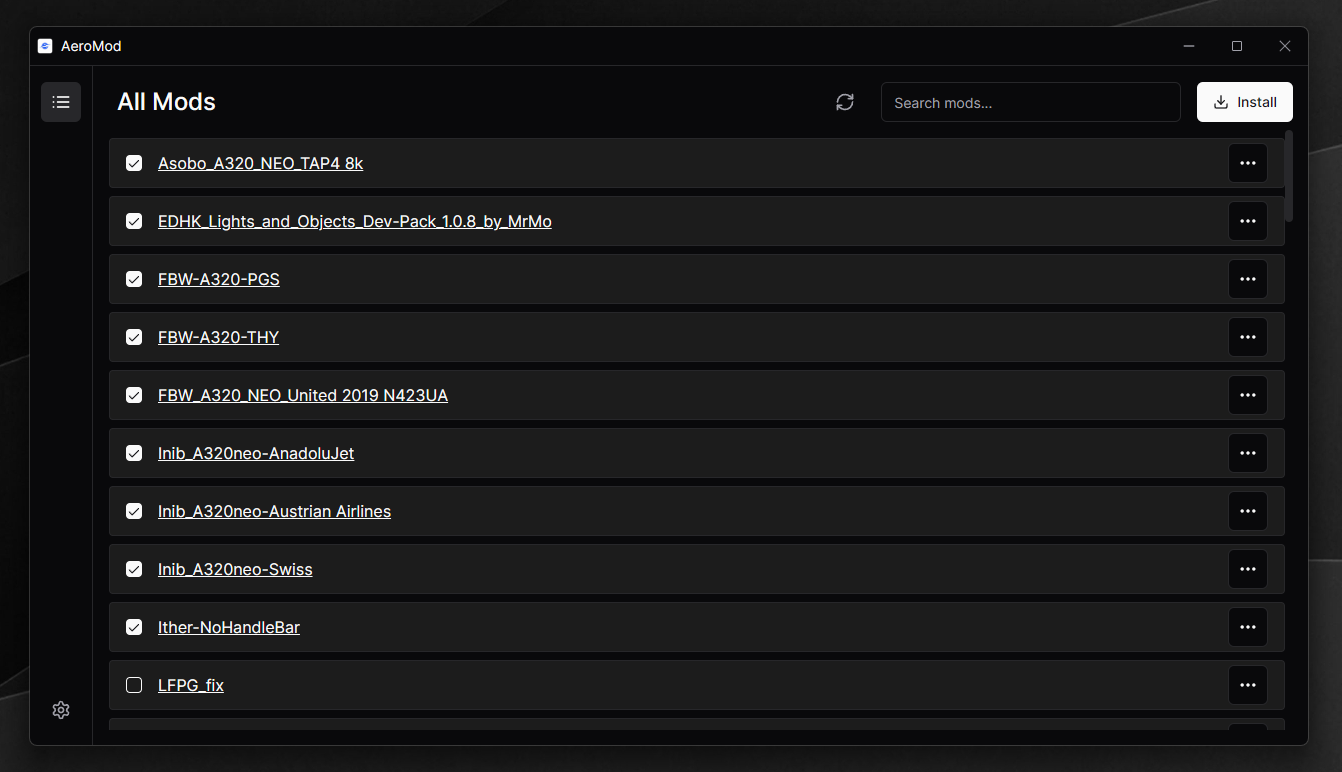 AeroMod
All Mods
Search mods...
Install
Asobo_A320_NEO_TAP4 8k
EDHK_Lights_and_Objects_Dev-Pack_1.0.8_by_MrMo
FBW-A320-PGS
FBW-A320-THY
FBW_A320_NEO_United 2019 N423UA
Inib_A320neo-AnadoluJet
Inib_A320neo-Austrian Airlines
Inib_A320neo-Swiss
Ither-NoHandleBar
LFPG_fix